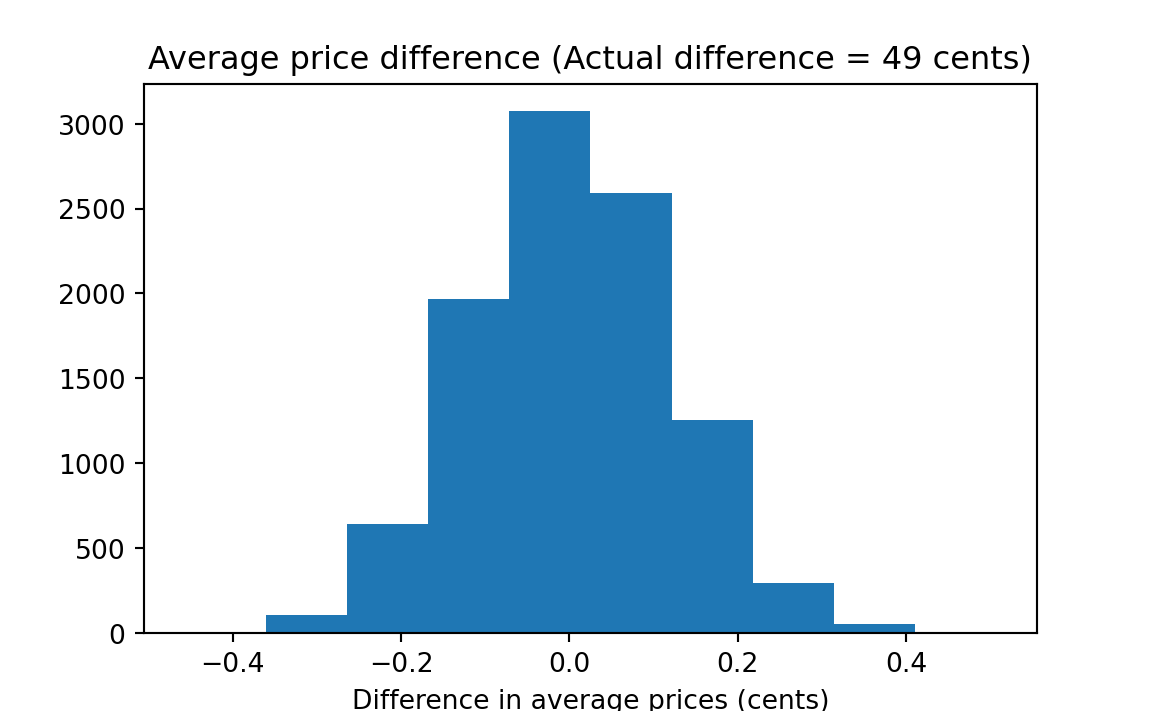 Average price difference (Actual difference = 49 cents)
3000
2500
2000
1500
1000
500
0
−0.4 −0.2 0.0 0.2 0.4
Difference in average prices (cents)